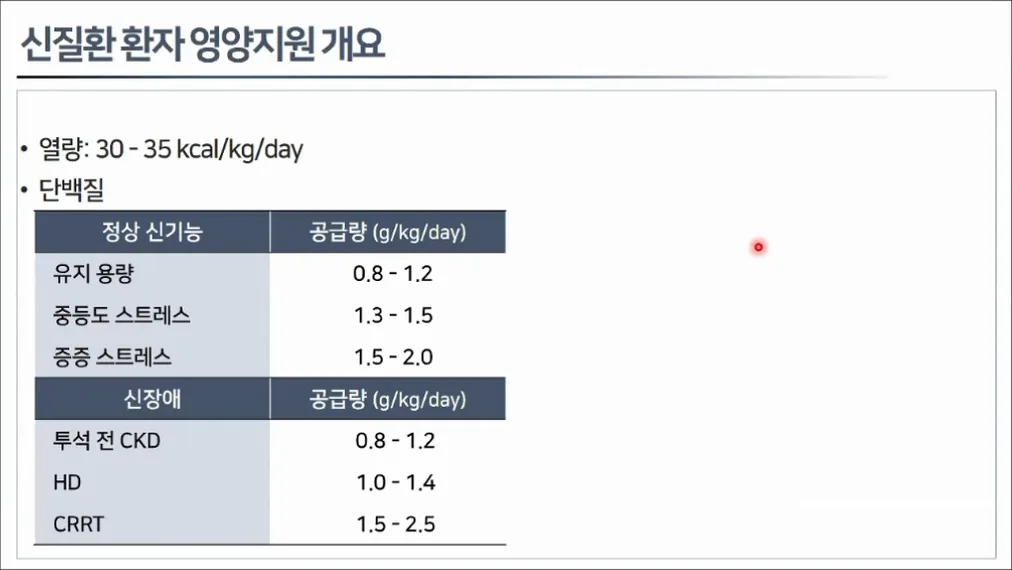 신질환 환자 영양지원 개요
• 열량: 30 - 35 kcal/kg/day
• 단백질
정상 신기능 공급량 (g/kg/day)
유지 용량 0.8 - 1.2
중등도 스트레스 1.3 - 1.5
증증 스트레스 1.5 - 2.0
신장애 공급량 (g/kg/day)
투석 전 CKD 0.8 - 1.2
HD 1.0 - 1.4
CRRT 1.5 - 2.5